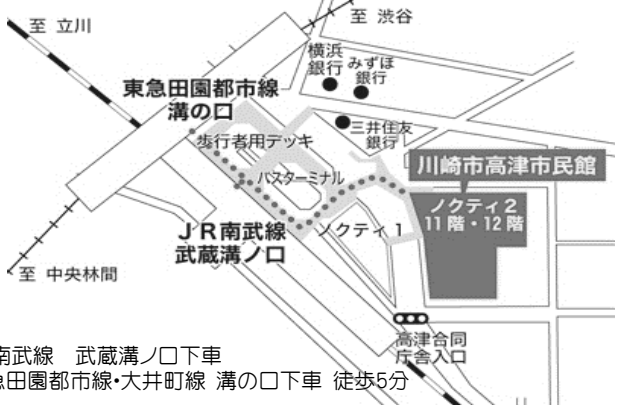 至 立川
至 渋谷
横浜
銀行
みずほ
銀行
東急田園都市線
溝の口
三井住友
銀行
歩行者用デッキ
バスターミナル
川崎市高津市民館
ノクティ2
11階・12階
ノクティ1
JR南武線
武蔵溝ノ口
至 中央林間
高津合同
庁舎入口
南武線 武蔵溝ノ口下車
急田園都市線・大井町線 溝の口下車 徒歩5分